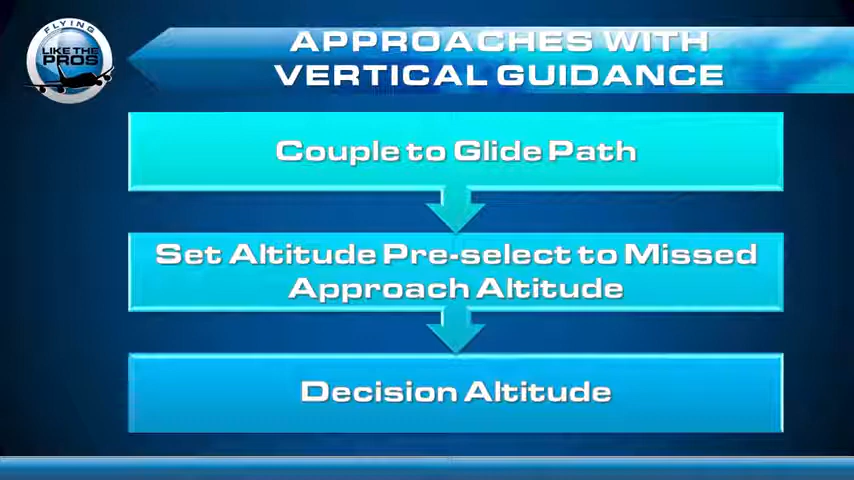 FLYING
LIKE THE
PROS
APPROACHES WITH
VERTICAL GUIDANCE
Couple to Glide Path
Set Altitude Pre-select to Missed
Approach Altitude
Decision Altitude